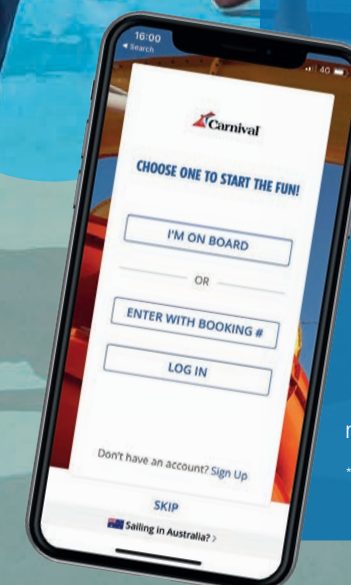 16:00
◀ Search
40
Carnival
CHOOSE ONE TO START THE FUN!
I'M ON BOARD
OR
ENTER WITH BOOKING #
LOG IN
Don't have an account? Sign Up
SKIP
Sailing in Australia? >
*